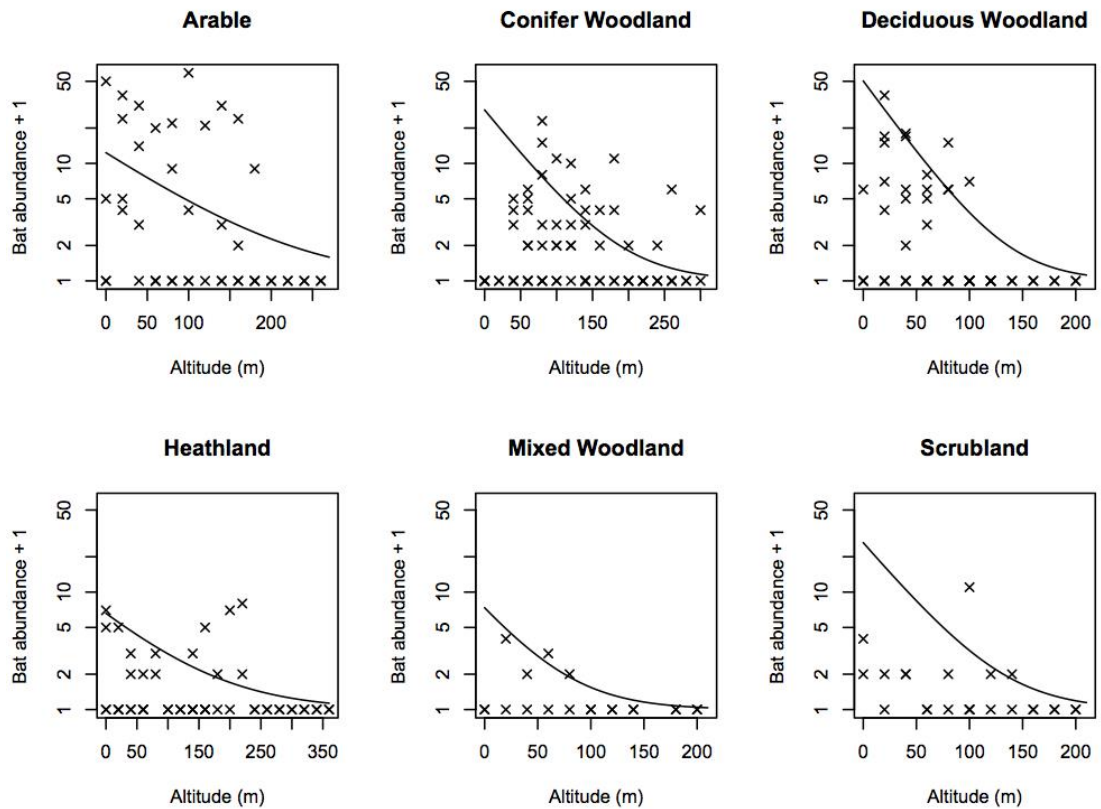 Arable
Conifer Woodland
Deciduous Woodland
Bat abundance + 1
50
10
5
2
1
0 50 100 200
Altitude (m)
Bat abundance + 1
50
10
5
2
1
0 50 150 250
Altitude (m)
Bat abundance + 1
50
10
5
2
1
0 50 100 150 200
Altitude (m)
Heathland
Mixed Woodland
Scrubland
Bat abundance + 1
50
10
5
2
1
0 50 150 250 350
Altitude (m)
Bat abundance + 1
50
10
5
2
1
0 50 100 150 200
Altitude (m)
Bat abundance + 1
50
10
5
2
1
0 50 100 150 200
Altitude (m)